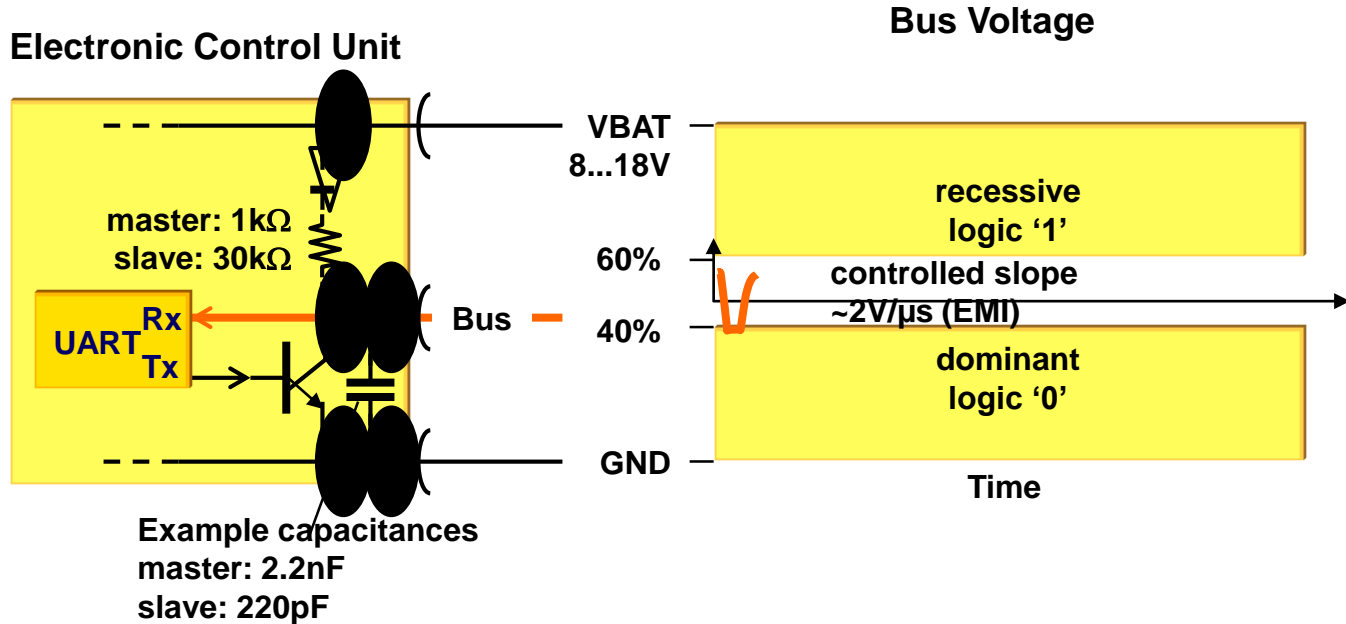 Bus Voltage
Electronic Control Unit
VBAT
8...18V
recessive
logic ‘1’
master: 1kΩ
slave: 30kΩ
60%
controlled slope
~2V/µs (EMI)
Rx
UART
Tx
Bus
40%
dominant
logic ‘0’
GND
Time
Example capacitances
master: 2.2nF
slave: 220pF